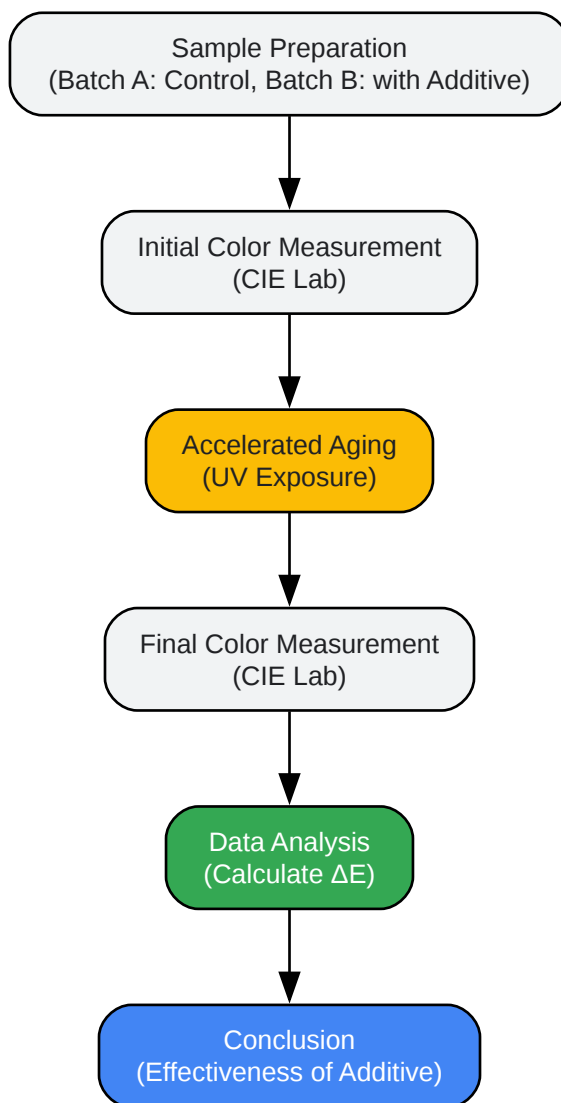 Sample Preparation
(Batch A: Control, Batch B: with Additive)
Initial Color Measurement
(CIE Lab)
Accelerated Aging
(UV Exposure)
Final Color Measurement
(CIE Lab)
Data Analysis
(Calculate ΔE)
Conclusion
(Effectiveness of Additive)